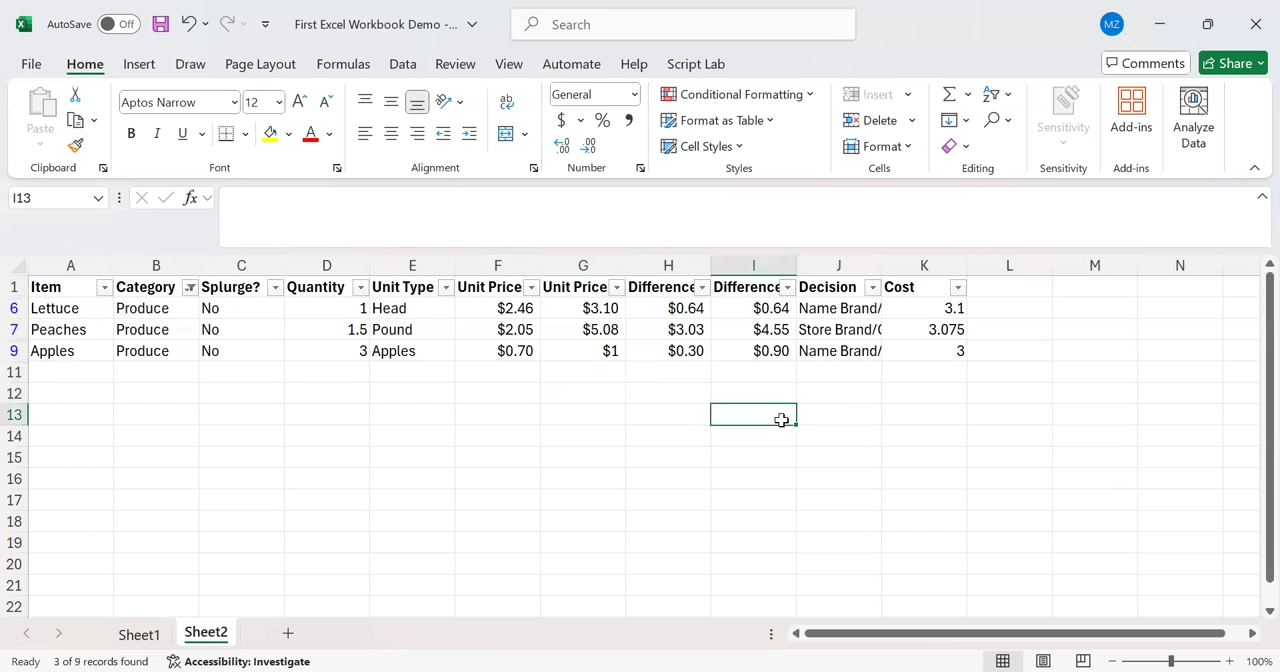 AutoSave Off First Excel Workbook Demo -... Search MZ
File Home Insert Draw Page Layout Formulas Data Review View Automate Help Script Lab Comments Share
Paste Aptos Narrow 12 General Conditional Formatting Insert
B I U Format as Table Delete Sensitivity Add-ins Analyze Data
Cell Styles Format
Clipboard Font Alignment Number Styles Cells Editing Sensitivity Add-ins
I13 fx
A B C D E F G H I J K L M N
1 Item Category Splurge? Quantity Unit Type Unit Price Unit Price Difference Difference Decision Cost
6 Lettuce Produce No 1 Head $2.46 $3.10 $0.64 $0.64 Name Brand/ 3.1
7 Peaches Produce No 1.5 Pound $2.05 $5.08 $3.03 $4.55 Store Brand/ 3.075
9 Apples Produce No 3 Apples $0.70 $1 $0.30 $0.90 Name Brand/ 3
11
12
13
14
15
16
17
18
19
20
21
22
Sheet1 Sheet2
Ready 3 of 9 records found Accessibility: Investigate 100%